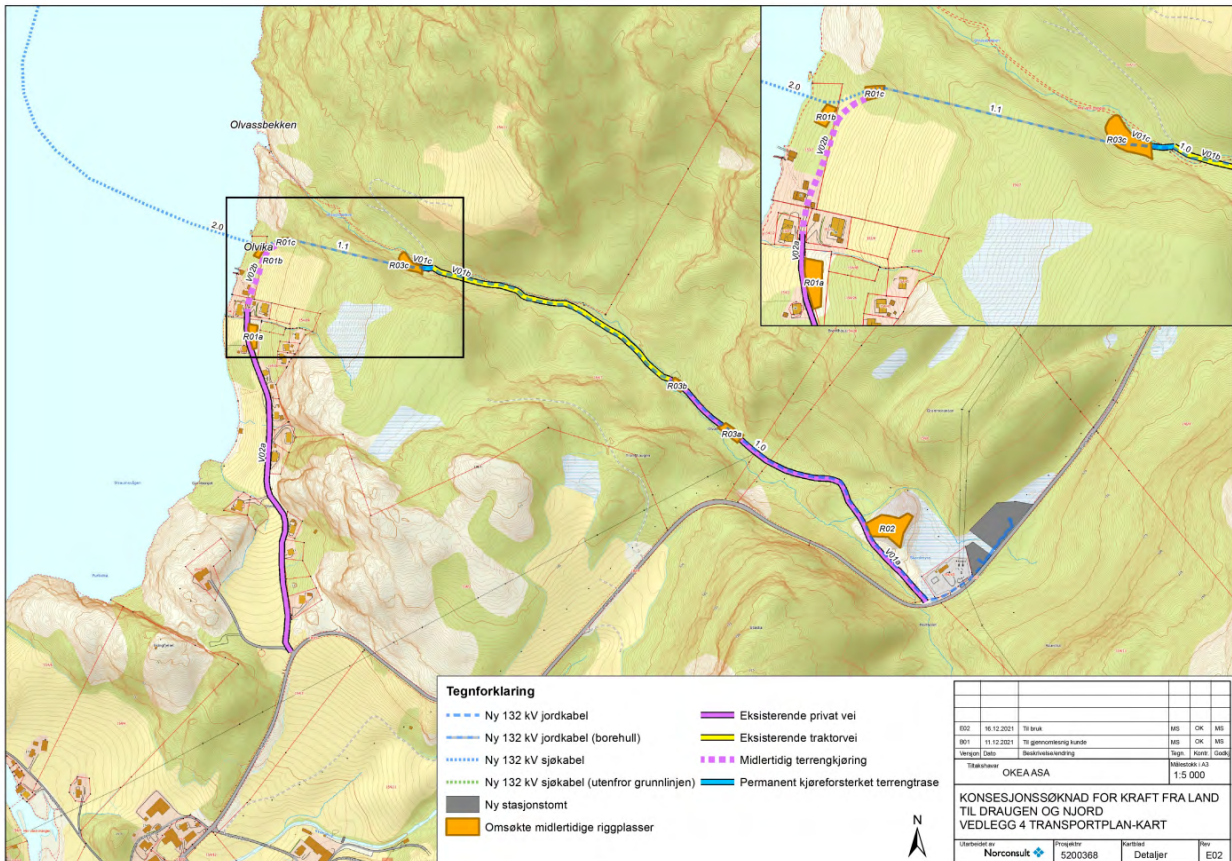 Olvassbekken
2.0
Olvika
R01c
R01b
V02b
1.1
R03c
V01c
V01b
R01a
V02a
R03b
R03a
1.0
R02
V01a
2.0
R01c
R01b
V02b
1.1
R03c
V01c
1.0
V01b
V02a
R01a
Tegnforklaring
Ny 132 kV jordkabel
Ny 132 kV jordkabel (borehull)
Ny 132 kV sjøkabel
Ny 132 kV sjøkabel (utenfor grunnlinjen)
Ny stasjonstomt
Omsøkte midlertidige riggplasser
Eksisterende privat vei
Eksisterende traktorvei
Midlertidig terrengkjøring
Permanent kjøreforsterket terrengtrase
N
E02 16.12.2021 Til bruk MS OK MS
B01 11.12.2021 Til gjennomlesnig kunde MS OK MS
Versjon Dato Beskrivelse/endring Tegn. Kontr. Godkj
Tiltakshaver
OKEA ASA
Målestokk i A3
1:5 000
KONSESJONSSØKNAD FOR KRAFT FRA LAND
TIL DRAUGEN OG NJORD
VEDLEGG 4 TRANSPORTPLAN-KART
Utarbeidet av
Norconsult
Prosjektnr
5200368
Kartblad
Detaljer
Rev
E02